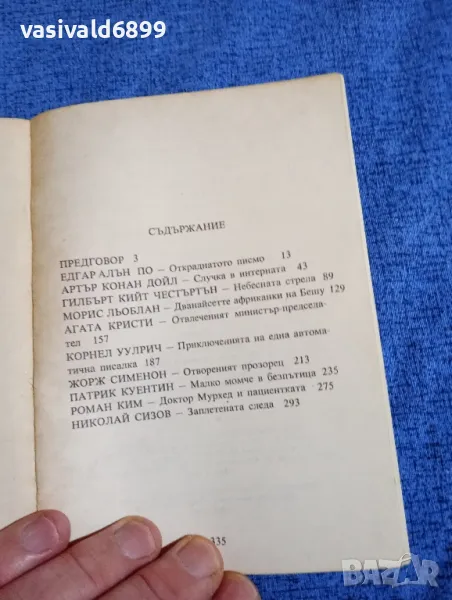 vasivald6899
СЪДЪРЖАНИЕ
ПРЕДГОВОР 3
ЕДГАР АЛЪН ПО — Откраднатото писмо 13
АРТЪР КОНАН ДОЙЛ — Случка в интерната 43
ГИЛБЪРТ КИЙТ ЧЕСТЪРТЪН — Небесната стрела 89
МОРИС ЛЬОБЛАН — Дванайсетте африканки на Бешу 129
АГАТА КРИСТИ — Отвлеченият министър-председа-
тел 157
КОРНЕЛ УУЛРИЧ — Приключенията на една автома-
тична писалка 187
ЖОРЖ СИМЕНОН — Отвореният прозорец 213
ПАТРИК КУЕНТИН — Малко момче в безпътица 235
РОМАН КИМ — Доктор Мурхед и пациентката 275
НИКОЛАЙ СИЗОВ — Заплетената следа 293
335
BAZAR